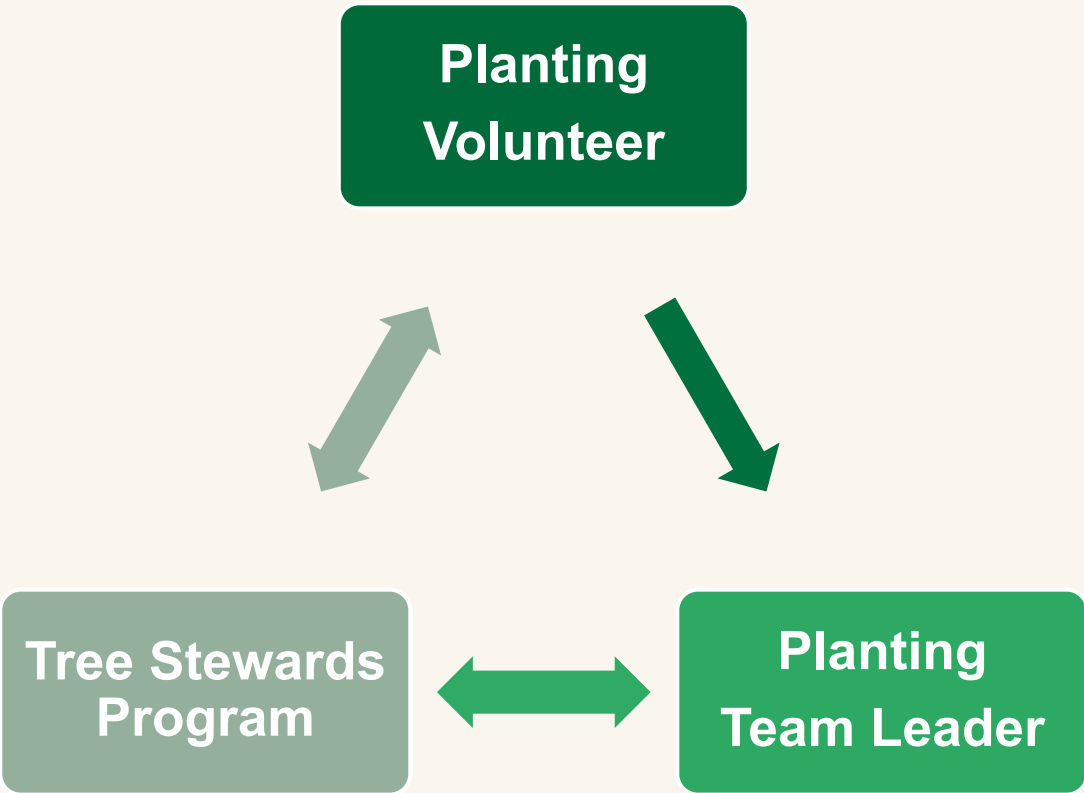 Planting
Volunteer
Tree Stewards
Program
Planting
Team Leader